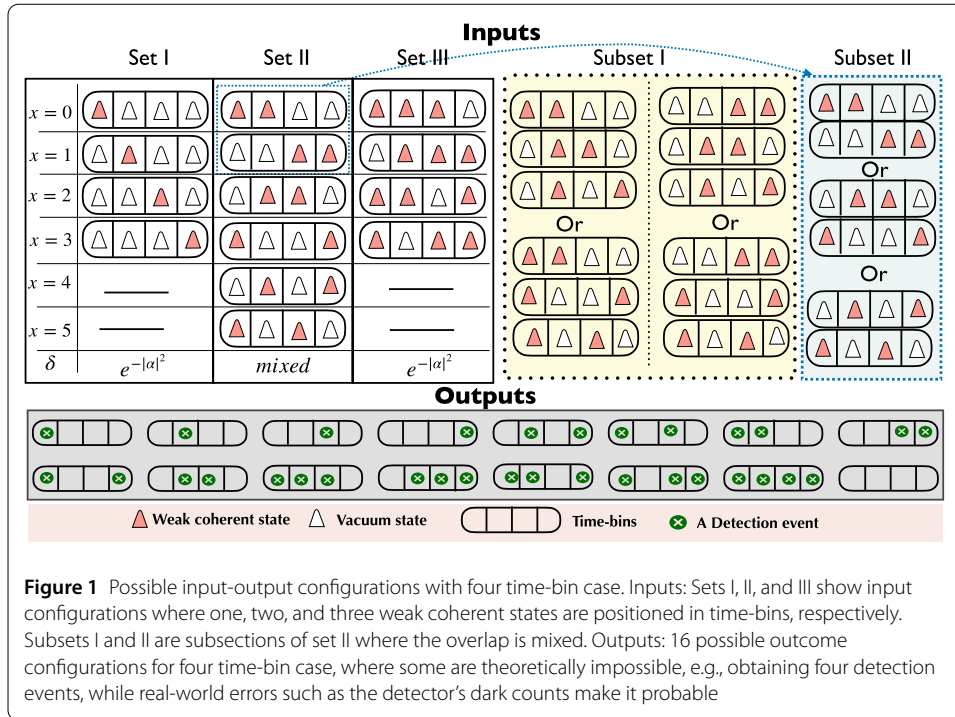 Inputs
Set I Set II Set III Subset I Subset II
x = 0
x = 1
Or
x = 2
x = 3
Or Or
Or
x = 4
x = 5
δ e^{-|α|^2} mixed e^{-|α|^2}
Outputs
Weak coherent state Vacuum state Time-bins A Detection event
Figure 1 Possible input-output configurations with four time-bin case. Inputs: Sets I, II, and III show input
configurations where one, two, and three weak coherent states are positioned in time-bins, respectively.
Subsets I and II are subsections of set II where the overlap is mixed. Outputs: 16 possible outcome
configurations for four time-bin case, where some are theoretically impossible, e.g., obtaining four detection
events, while real-world errors such as the detector's dark counts make it probable